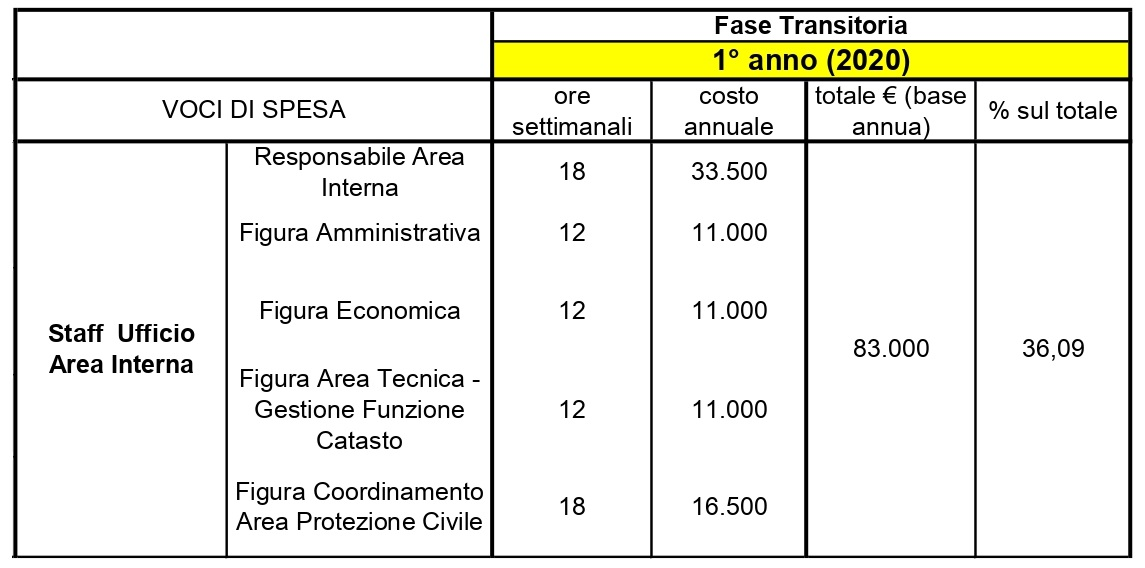 Fase Transitoria
1° anno (2020)
VOCI DI SPESA
ore
settimanali
costo
annuale
totale € (base
annua)
% sul totale
Staff Ufficio
Area Interna
Responsabile Area
Interna
18
33.500
Figura Amministrativa
12
11.000
Figura Economica
12
11.000
Figura Area Tecnica -
Gestione Funzione
Catasto
12
11.000
Figura Coordinamento
Area Protezione Civile
18
16.500
83.000
36,09